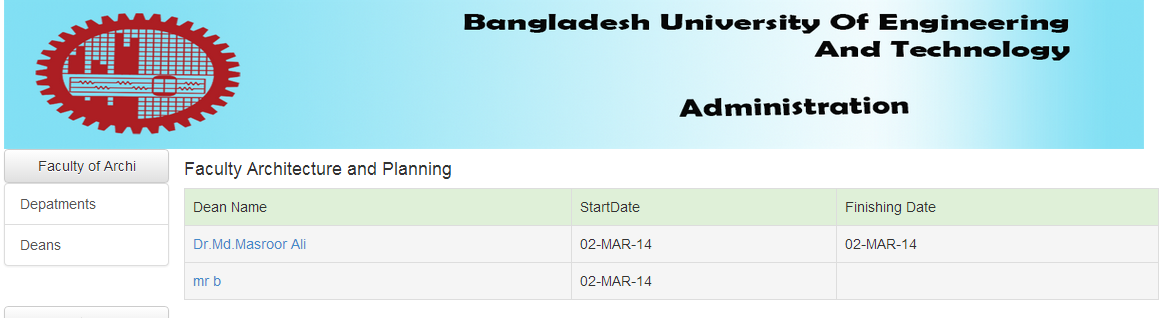 Bangladesh University Of Engineering
And Technology
Administration
Faculty of Archi
Depatments
Deans
Faculty Architecture and Planning
Dean Name StartDate Finishing Date
Dr.Md.Masroor Ali 02-MAR-14 02-MAR-14
mr b 02-MAR-14